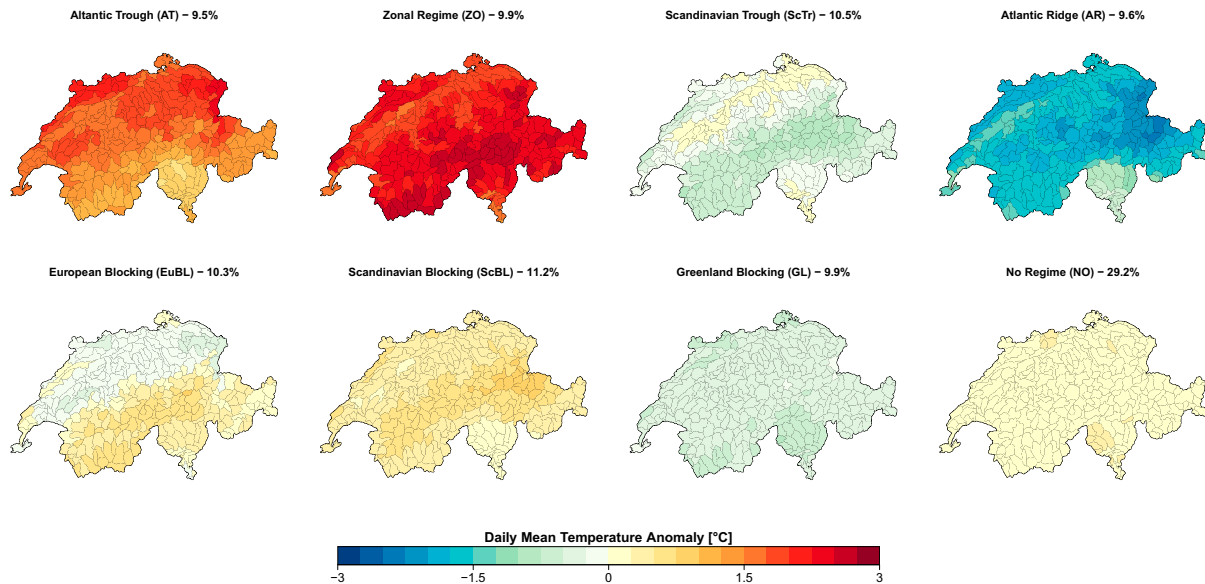 Altantic Trough (AT) − 9.5%
Zonal Regime (ZO) − 9.9%
Scandinavian Trough (ScTr) − 10.5%
Atlantic Ridge (AR) − 9.6%
European Blocking (EuBL) − 10.3%
Scandinavian Blocking (ScBL) − 11.2%
Greenland Blocking (GL) − 9.9%
No Regime (NO) − 29.2%
Daily Mean Temperature Anomaly [°C]
−3 −1.5 0 1.5 3